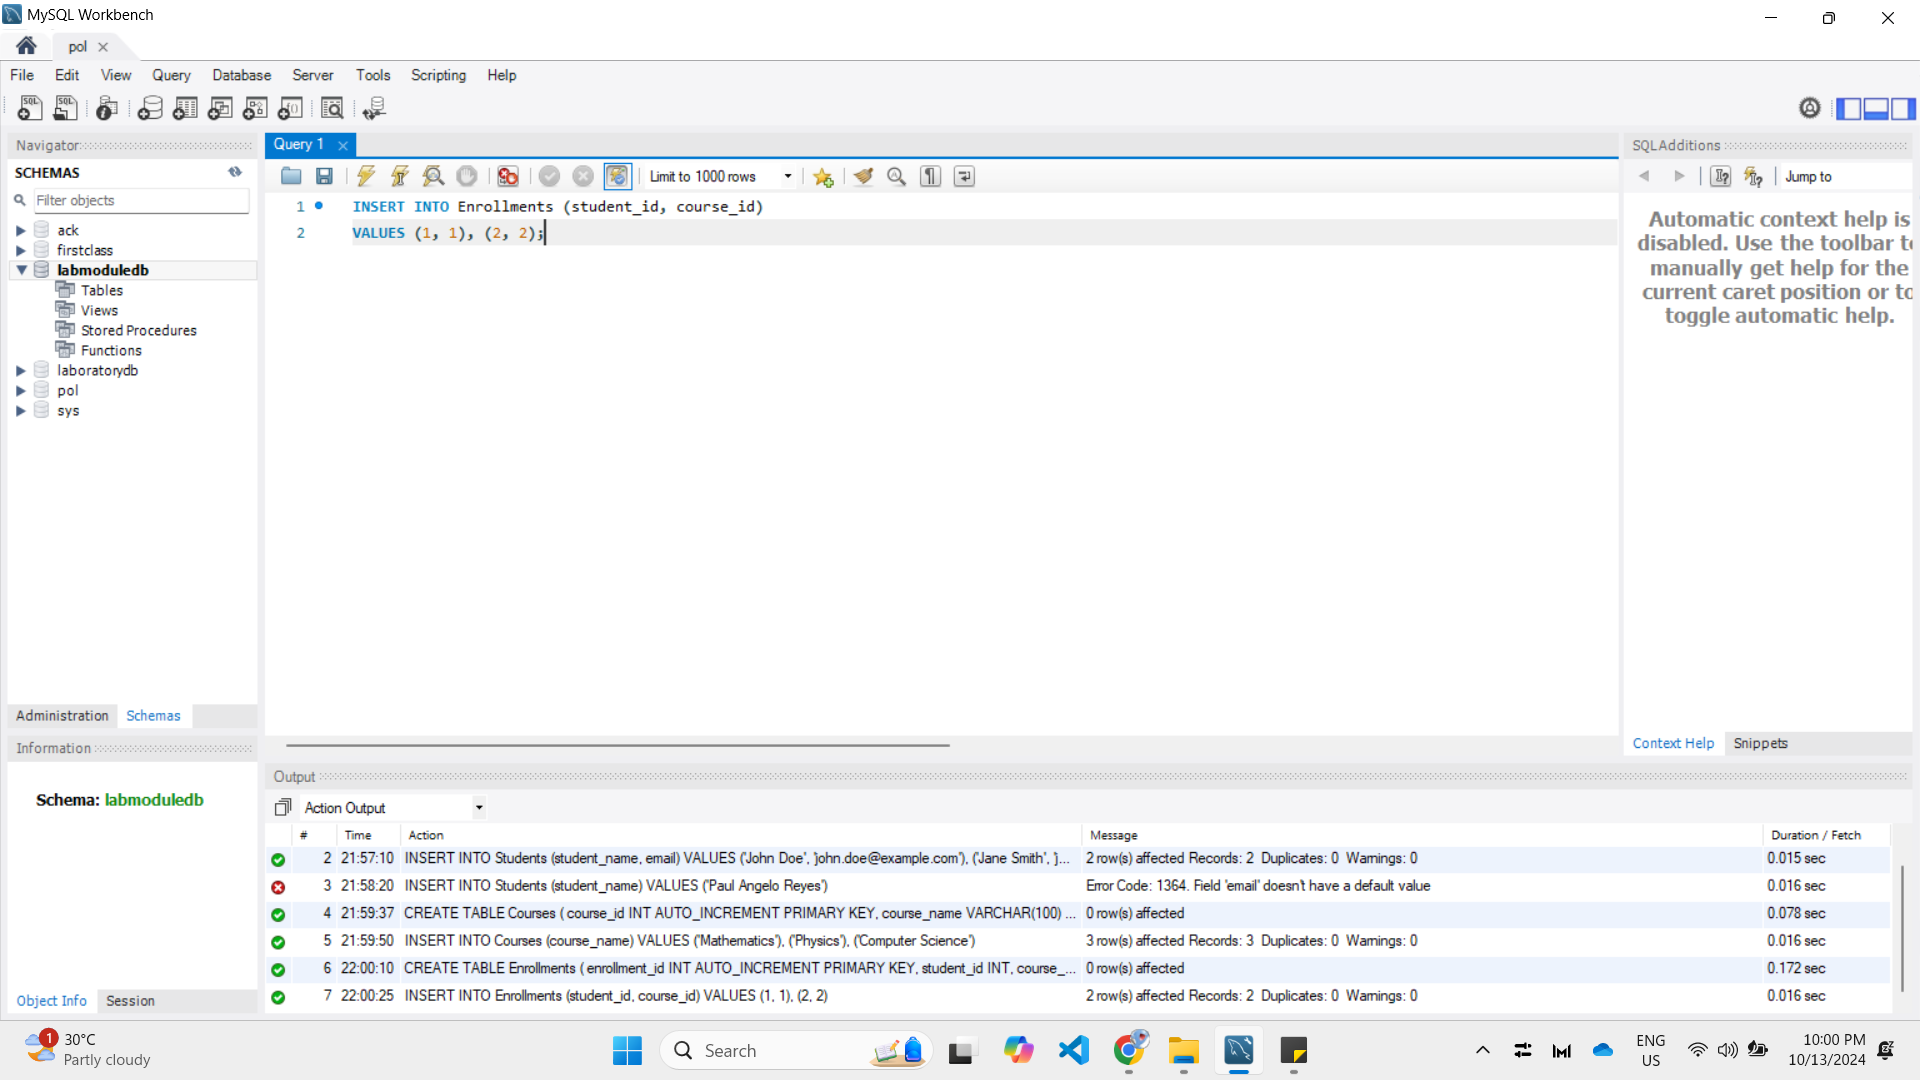 MySQL Workbench
pol
File Edit View Query Database Server Tools Scripting Help
Navigator
SCHEMAS
Filter objects
ack
firstclass
labmoduledb
Tables
Views
Stored Procedures
Functions
laboratorydb
pol
sys
Administration Schemas
Information
Schema: labmoduledb
Object Info Session
Query 1
Limit to 1000 rows
1 INSERT INTO Enrollments (student_id, course_id)
2 VALUES (1, 1), (2, 2);
SQLAdditions
Jump to
Automatic context help is
disabled. Use the toolbar to
manually get help for the
current caret position or to
toggle automatic help.
Context Help Snippets
Output
Action Output
# Time Action Message Duration / Fetch
2 21:57:10 INSERT INTO Students (student_name, email) VALUES ('John Doe', 'john.doe@example.com'), ('Jane Smith', 'j... 2 row(s) affected Records: 2 Duplicates: 0 Warnings: 0 0.015 sec
3 21:58:20 INSERT INTO Students (student_name) VALUES ('Paul Angelo Reyes') Error Code: 1364. Field 'email' doesn't have a default value 0.016 sec
4 21:59:37 CREATE TABLE Courses ( course_id INT AUTO_INCREMENT PRIMARY KEY, course_name VARCHAR(100) ... 0 row(s) affected 0.078 sec
5 21:59:50 INSERT INTO Courses (course_name) VALUES ('Mathematics'), ('Physics'), ('Computer Science') 3 row(s) affected Records: 3 Duplicates: 0 Warnings: 0 0.016 sec
6 22:00:10 CREATE TABLE Enrollments ( enrollment_id INT AUTO_INCREMENT PRIMARY KEY, student_id INT, course_... 0 row(s) affected 0.172 sec
7 22:00:25 INSERT INTO Enrollments (student_id, course_id) VALUES (1, 1), (2, 2) 2 row(s) affected Records: 2 Duplicates: 0 Warnings: 0 0.016 sec
1
30°C
Partly cloudy
Search
ENG
US
10:00 PM
10/13/2024